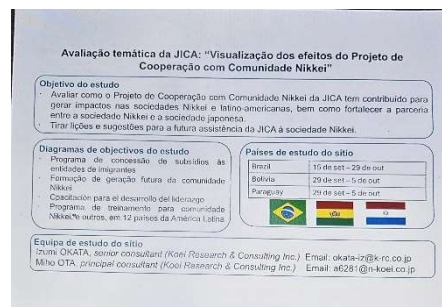 Avaliação temática da JICA: “Visualização dos efeitos do Projeto de
Cooperação com Comunidade Nikkei”
Objetivo do estudo
· Avaliar como o Projeto de Cooperação com Comunidade Nikkei da JICA tem contribuido para
gerar impactos nas sociedades Nikkei e latino-americanas, bem como fortalecer a parceria
entre a sociedade Nikkei e a sociedade japonesa.
· Tirar lições e sugestões para a futura assistência da JICA à sociedade Nikkei.
Diagramas de objectivos do estudo
· Programa de concessão de subsídios às
entidades de imigrantes
· Formação de geração futura da comunidade
Nikkei
· Capacitación para el desarrollo del liderazgo
· Programa de treinamento para comunidade
Nikkei, e outros, em 12 países da América Latina
Países de estudo do sítio
Brazil 15 de set – 29 de out
Bolivia 29 de set – 5 de out
Paraguay 29 de set – 5 de out
Equipa de estudo do sítio
Izumi OKATA, senior consultant (Koei Research & Consulting Inc.) Email: okata-iz@k-rc.co.jp
Miho OTA, principal consultant (Koei Research & Consulting Inc.) Email: a6281@n-koei.co.jp